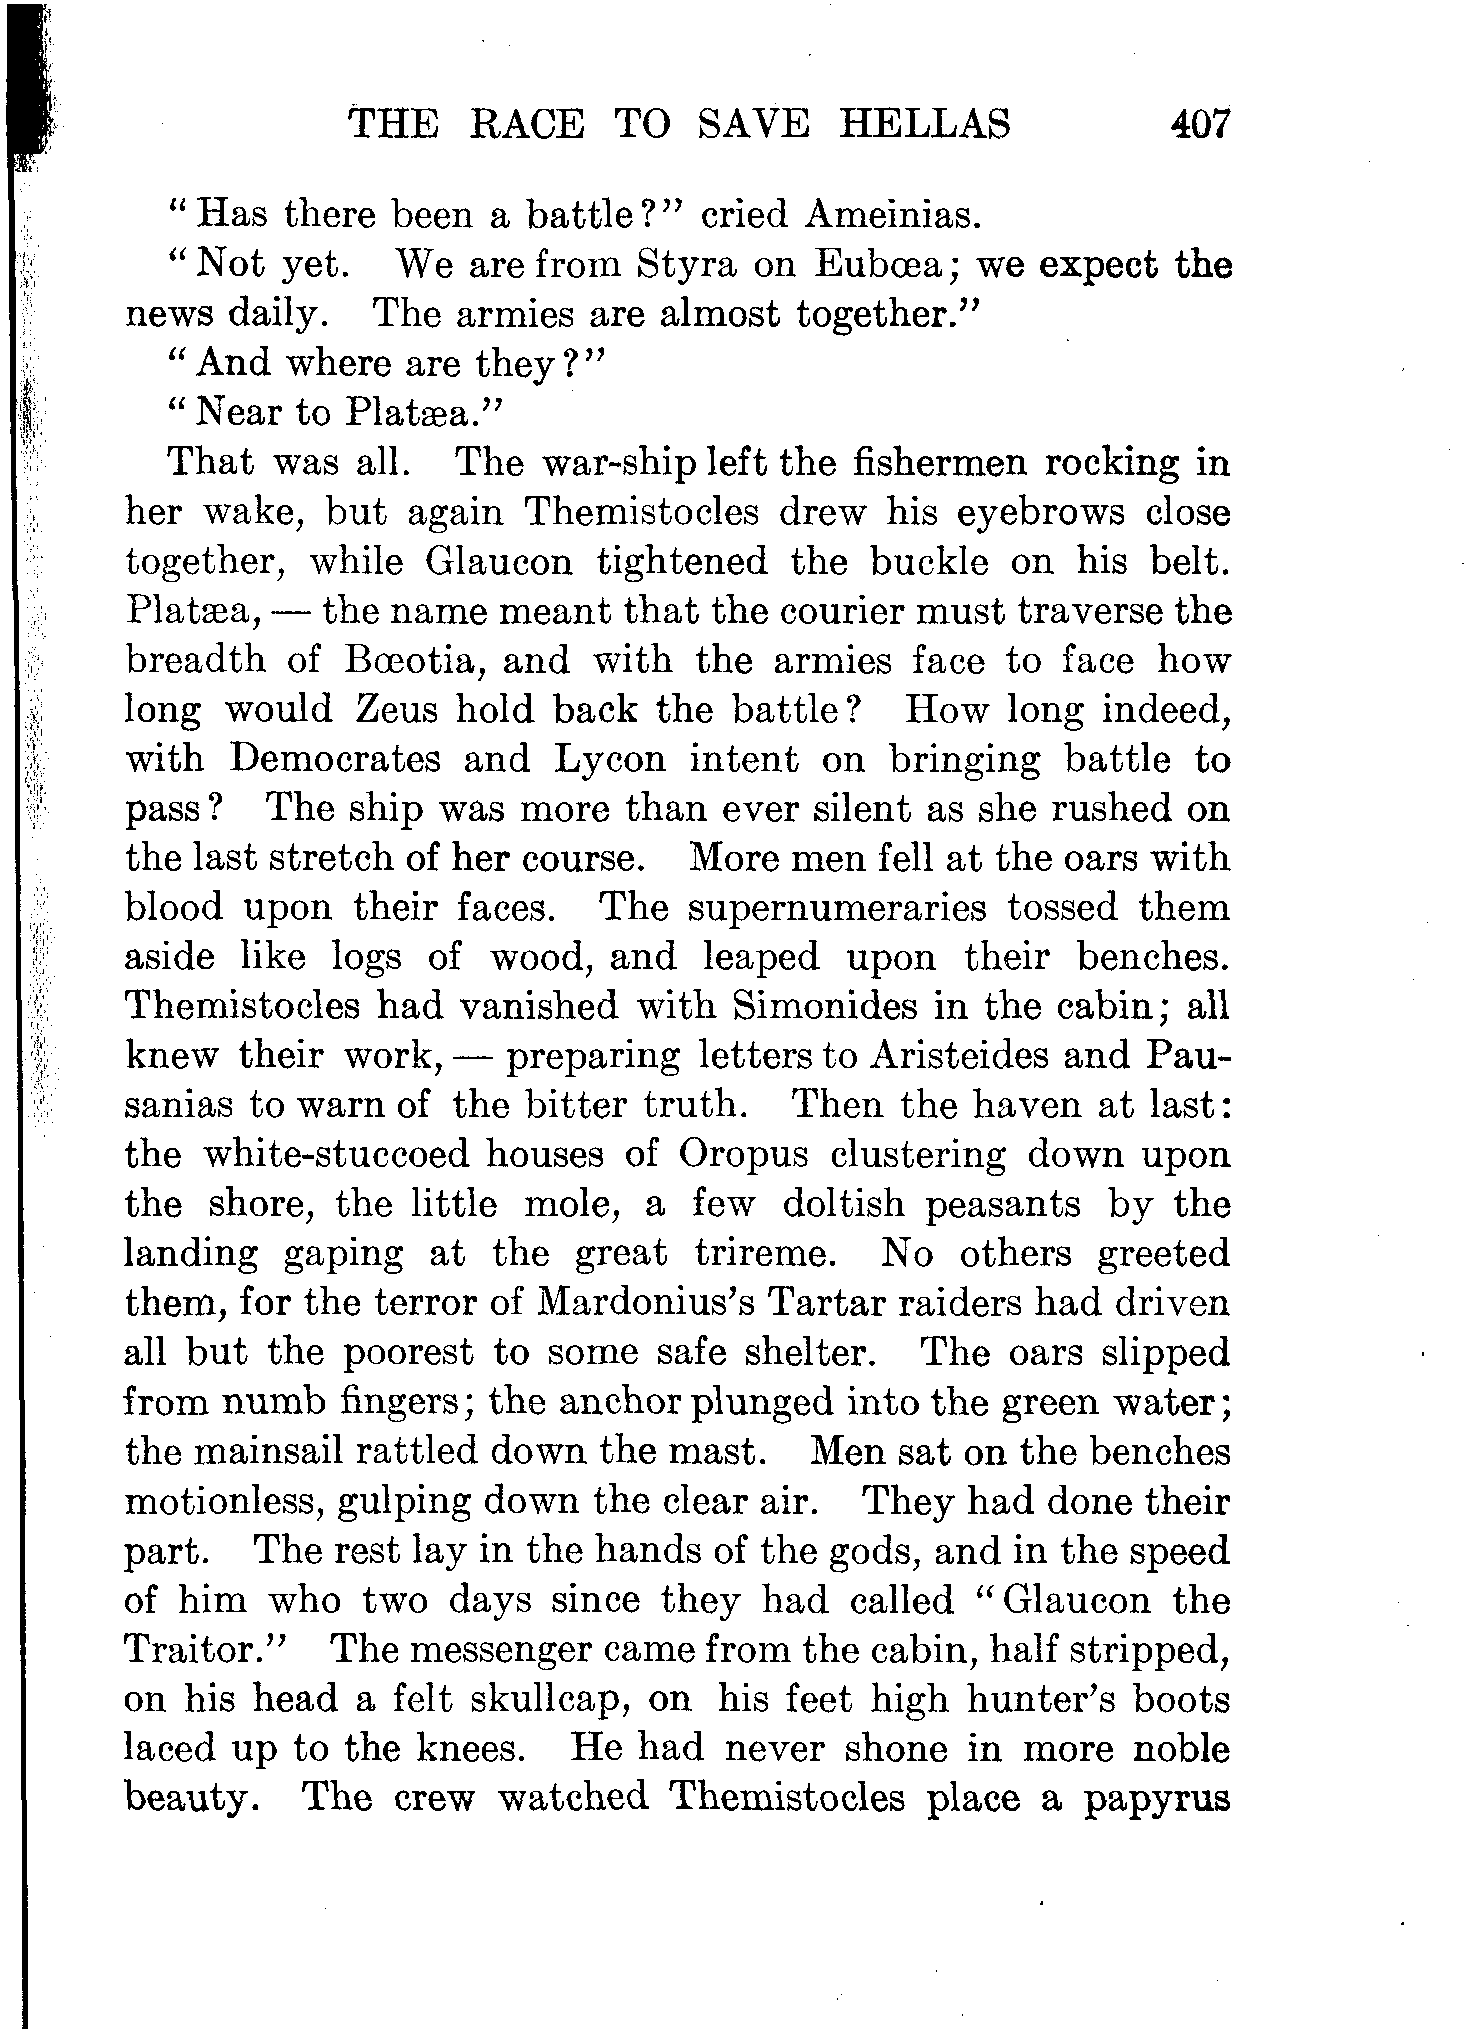 THE RACE TO SAVE HELLAS 407
"Has there been a battle?" cried Ameinias.
"Not yet. We are from Styra on Eubœa; we expect the
news daily. The armies are almost together."
"And where are they?"
"Near to Platæa."
That was all. The war-ship left the fishermen rocking in
her wake, but again Themistocles drew his eyebrows close
together, while Glaucon tightened the buckle on his belt.
Platæa, — the name meant that the courier must traverse the
breadth of Bœotia, and with the armies face to face how
long would Zeus hold back the battle? How long indeed,
with Democrates and Lycon intent on bringing battle to
pass? The ship was more than ever silent as she rushed on
the last stretch of her course. More men fell at the oars with
blood upon their faces. The supernumeraries tossed them
aside like logs of wood, and leaped upon their benches.
Themistocles had vanished with Simonides in the cabin; all
knew their work, — preparing letters to Aristeides and Pau-
sanias to warn of the bitter truth. Then the haven at last:
the white-stuccoed houses of Oropus clustering down upon
the shore, the little mole, a few doltish peasants by the
landing gaping at the great trireme. No others greeted
them, for the terror of Mardonius's Tartar raiders had driven
all but the poorest to some safe shelter. The oars slipped
from numb fingers; the anchor plunged into the green water;
the mainsail rattled down the mast. Men sat on the benches
motionless, gulping down the clear air. They had done their
part. The rest lay in the hands of the gods, and in the speed
of him who two days since they had called "Glaucon the
Traitor." The messenger came from the cabin, half stripped,
on his head a felt skullcap, on his feet high hunter's boots
laced up to the knees. He had never shone in more noble
beauty. The crew watched Themistocles place a papyrus